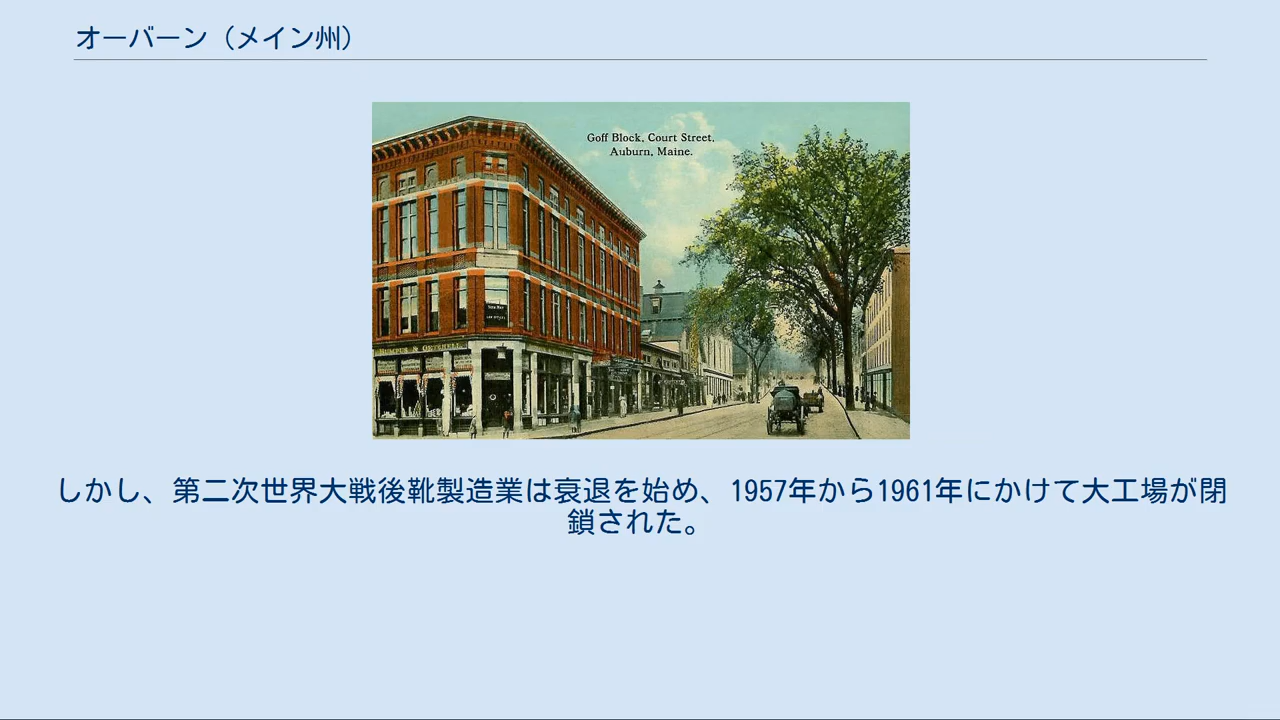 オーバーン（メイン州）
Goff Block, Court Street,
Auburn, Maine.
しかし、第二次世界大戦後靴製造業は衰退を始め、1957年から1961年にかけて大工場が閉
鎖された。